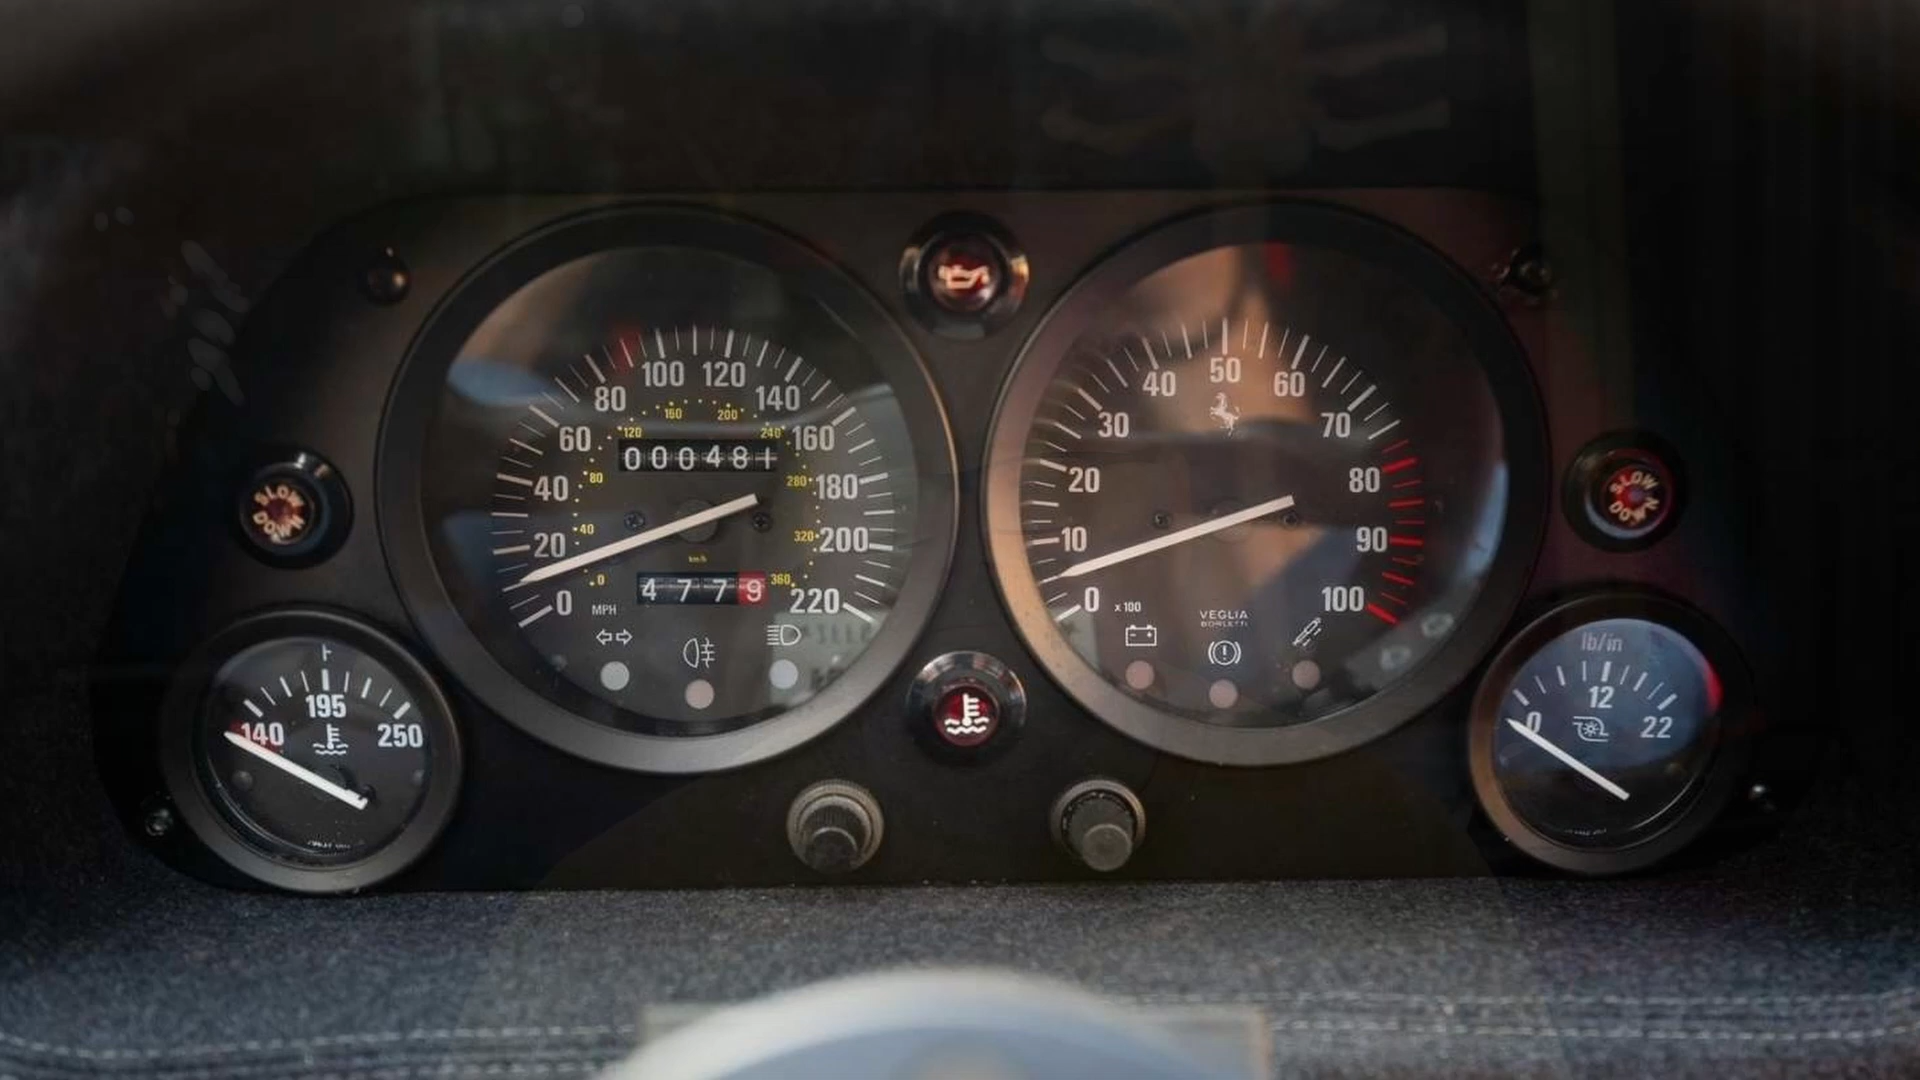 100 120
80 140
160 200
120 240
60 160
000481
80 280
40 180
40 320
20 200
km/h
0 4779 360
0 MPH 220
50
40 60
30 70
20 80
10 90
0 x100 100
VEGLIA
BORLETTI
SLOW
DOWN
SLOW
DOWN
F
195
140 250
lb/in
12
0 22